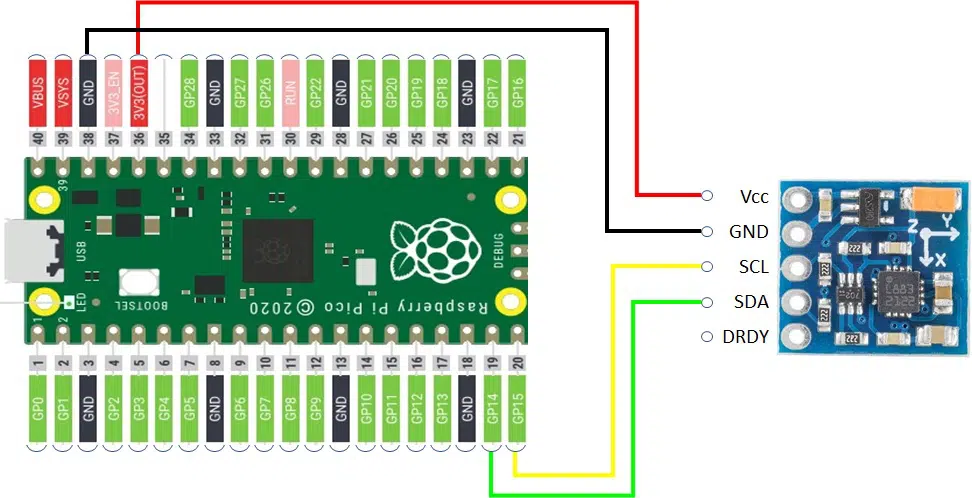 VBUS
VSYS
GND
3V3_EN
3V3(OUT)
GP28
GND
GP27
GP26
RUN
GP22
GND
GP21
GP20
GP19
GP18
GND
GP17
GP16
40
39
38
37
36
35
34
33
32
31
30
29
28
27
26
25
24
23
22
21
39
USB
BOOTSEL
LED
DEBUG
Raspberry Pi Pico © 2020
1
2
1
2
3
4
5
6
7
8
9
10
11
12
13
14
15
16
17
18
19
20
GP0
GP1
GND
GP2
GP3
GP4
GP5
GND
GP6
GP7
GP8
GP9
GND
GP10
GP11
GP12
GP13
GND
GP14
GP15
Vcc
GND
SCL
SDA
DRDY
Z
Y
X
222
222
222
222
L883
2122